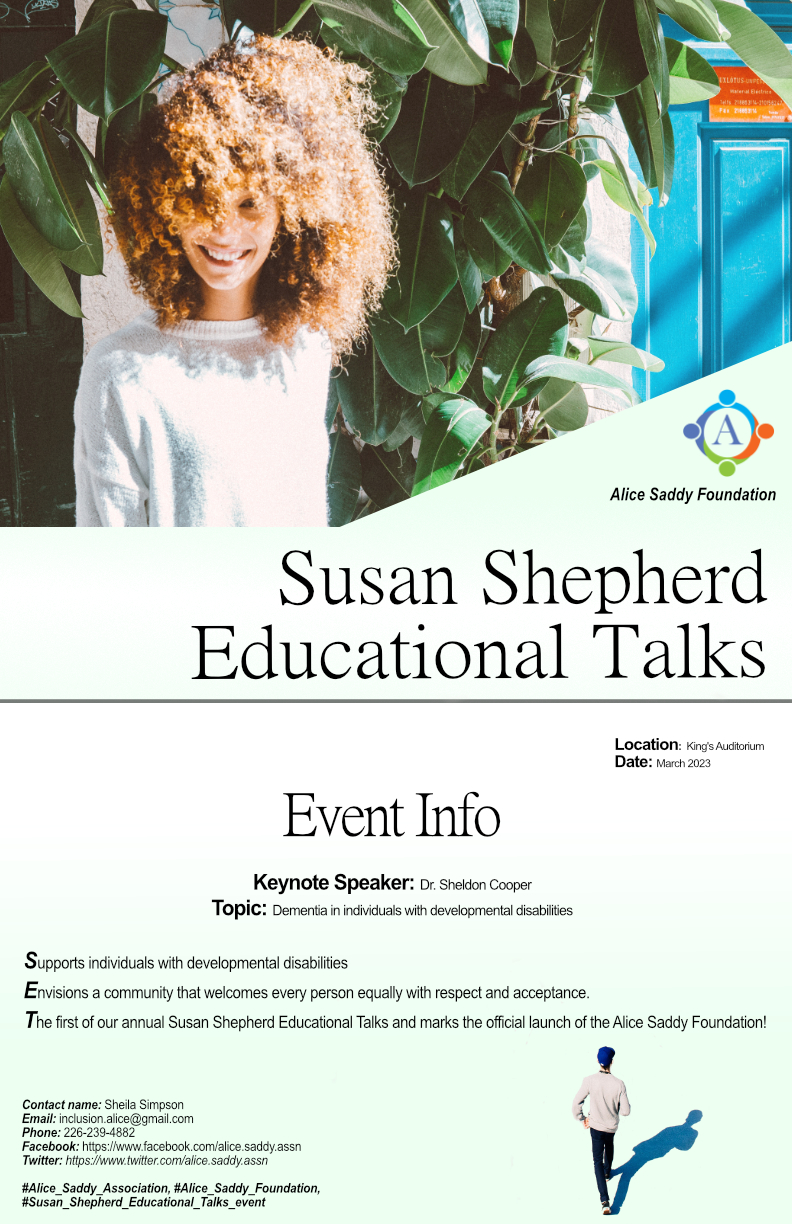 EXLOTUS UNIPES
Material Electrico
Alice Saddy Foundation
A
Susan Shepherd
Educational Talks
Location: King's Auditorium
Date: March 2023
Event Info
Keynote Speaker: Dr. Sheldon Cooper
Topic: Dementia in individuals with developmental disabilities
Supports individuals with developmental disabilities
Envisions a community that welcomes every person equally with respect and acceptance.
The first of our annual Susan Shepherd Educational Talks and marks the official launch of the Alice Saddy Foundation!
Contact name: Sheila Simpson
Email: inclusion.alice@gmail.com
Phone: 226-239-4882
Facebook: https://www.facebook.com/alice.saddy.assn
Twitter: https://www.twitter.com/alice.saddy.assn
#Alice_Saddy_Association, #Alice_Saddy_Foundation,
#Susan_Shepherd_Educational_Talks_event